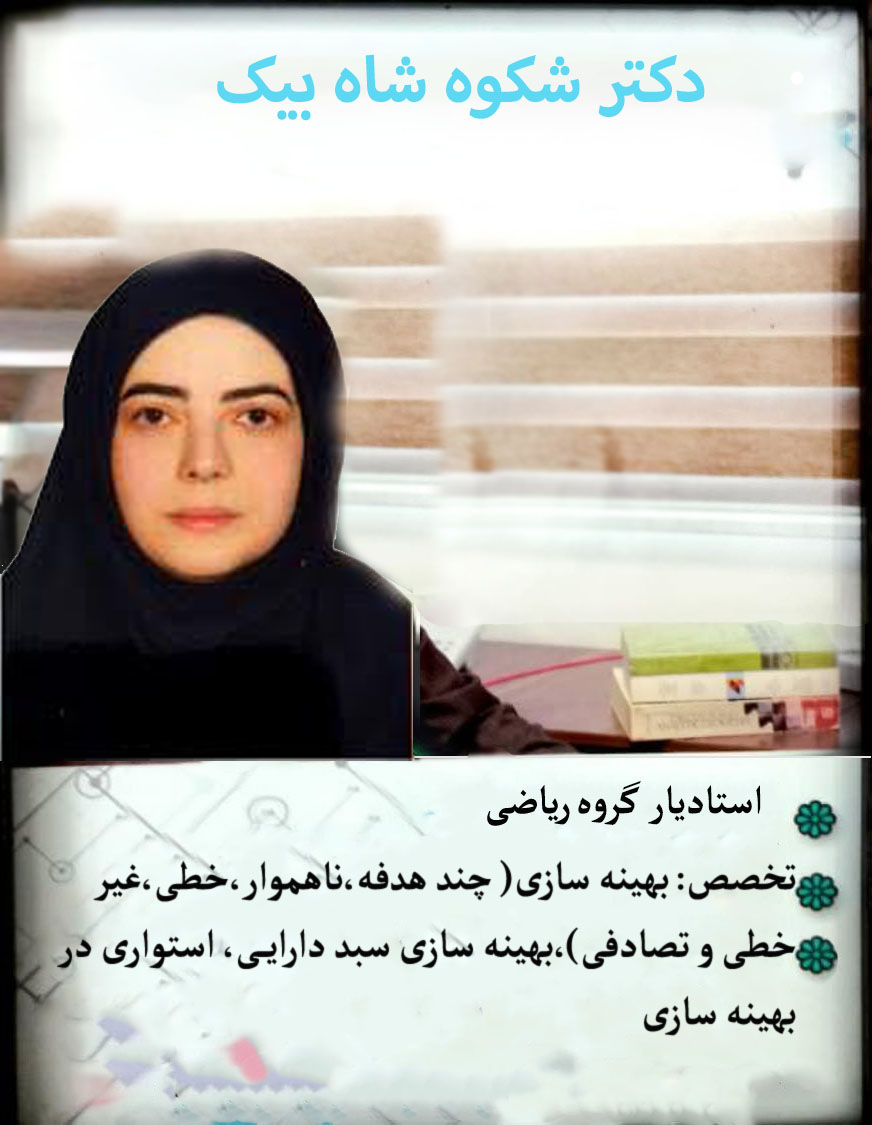 دکتر شکوه شاه بیک
استادیار گروه ریاضی
تخصص: بهینه سازی( چند هدفه،ناهموار،خطی،غیر
خطی و تصادفی)،بهینه سازی سبد دارایی، استواری در
بهینه سازی